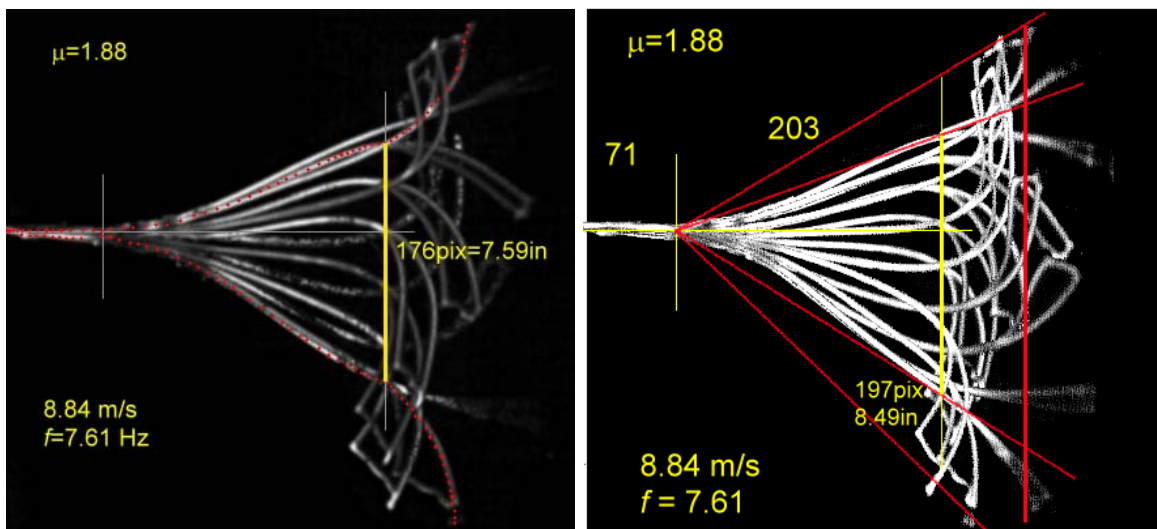 μ=1.88
176pix=7.59in
8.84 m/s
f=7.61 Hz
μ=1.88
203
71
197pix
8.49in
8.84 m/s
f = 7.61